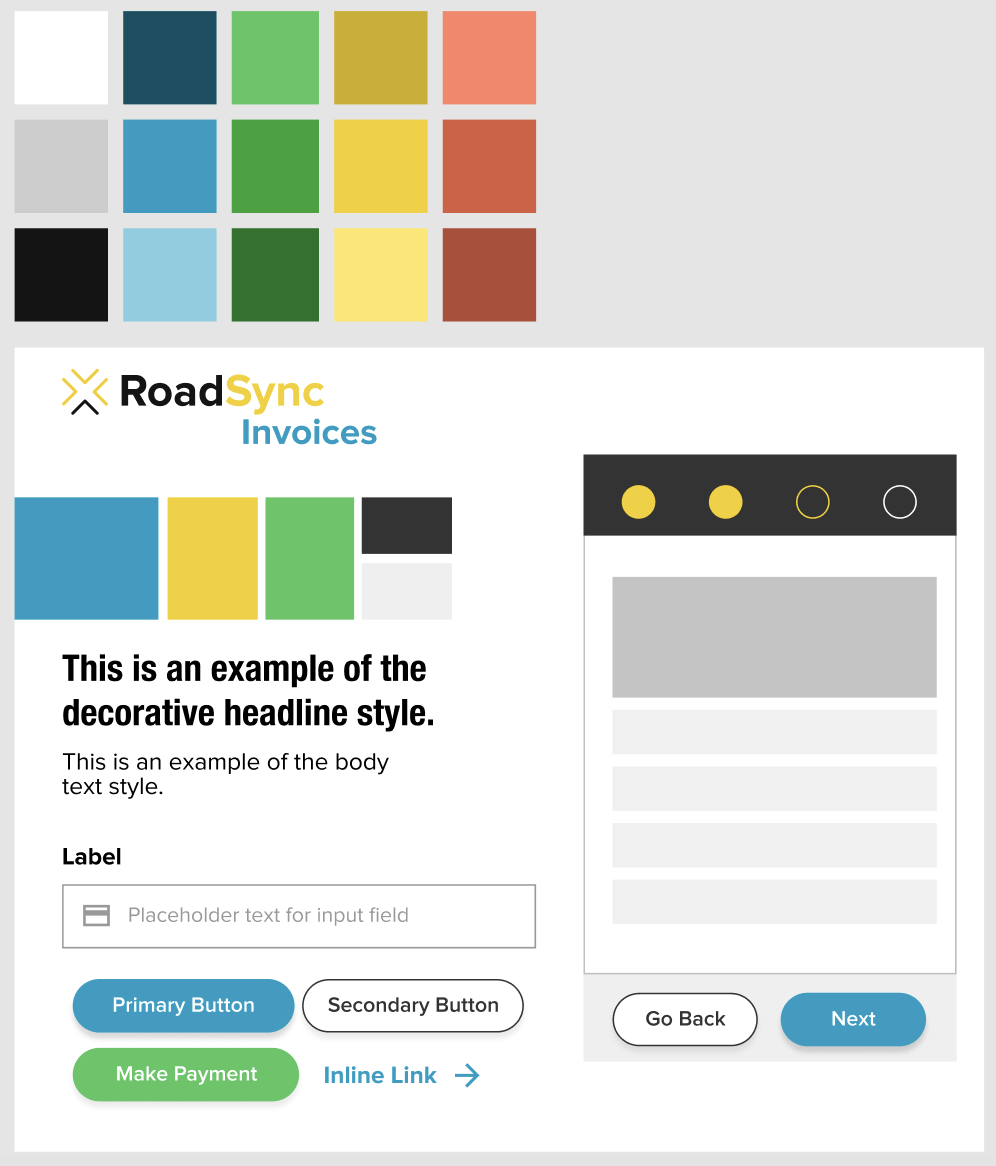 RoadSync
Invoices
This is an example of the
decorative headline style.
This is an example of the body
text style.
Label
Placeholder text for input field
Primary Button
Secondary Button
Make Payment
Inline Link
Go Back
Next